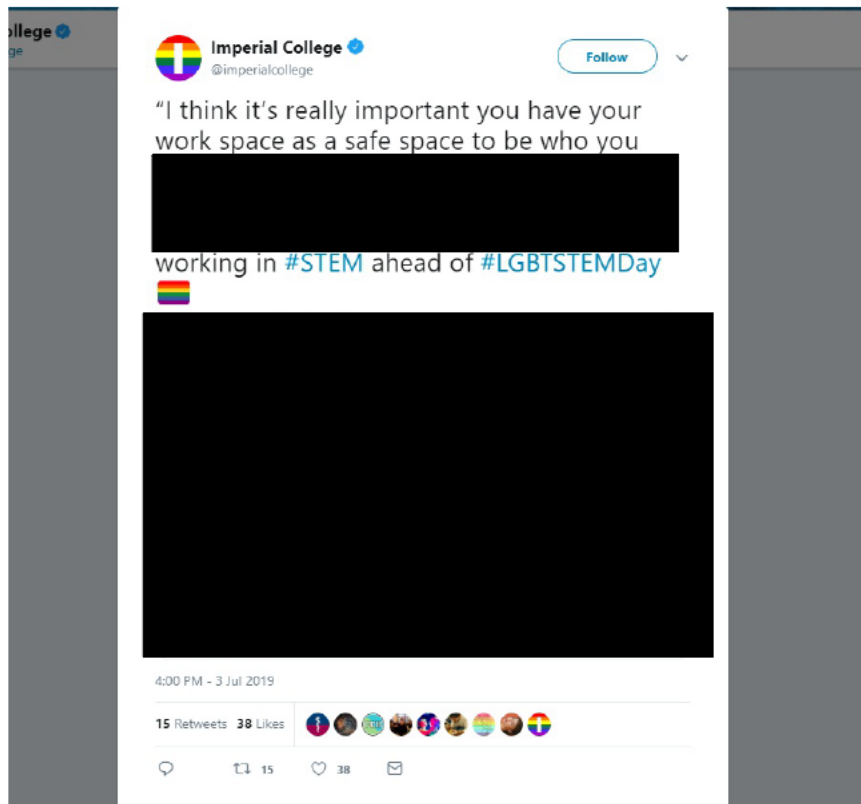 ollege
ge
Imperial College
@imperialcollege
Follow
“I think it's really important you have your
work space as a safe space to be who you
working in #STEM ahead of #LGBTSTEMDay
4:00 PM - 3 Jul 2019
15 Retweets 38 Likes
15 38